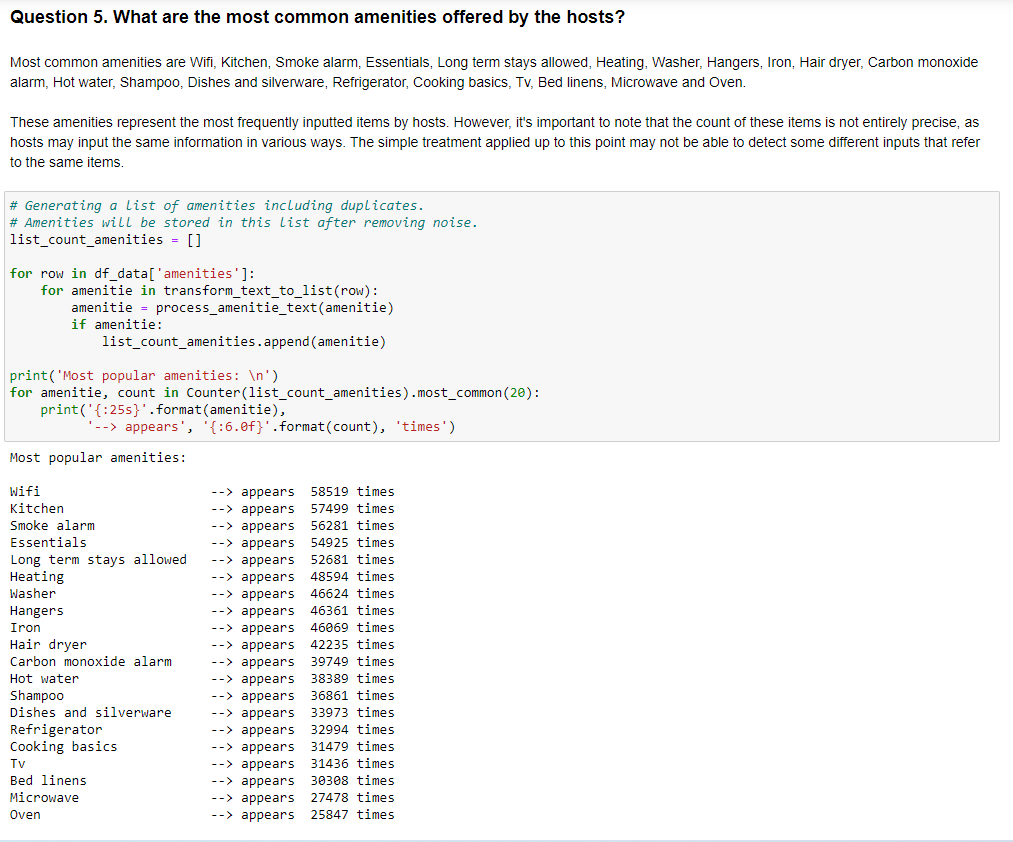 Question 5. What are the most common amenities offered by the hosts?
Most common amenities are Wifi, Kitchen, Smoke alarm, Essentials, Long term stays allowed, Heating, Washer, Hangers, Iron, Hair dryer, Carbon monoxide
alarm, Hot water, Shampoo, Dishes and silverware, Refrigerator, Cooking basics, Tv, Bed linens, Microwave and Oven.
These amenities represent the most frequently inputted items by hosts. However, it's important to note that the count of these items is not entirely precise, as
hosts may input the same information in various ways. The simple treatment applied up to this point may not be able to detect some different inputs that refer
to the same items.
# Generating a list of amenities including duplicates.
# Amenities will be stored in this list after removing noise.
list_count_amenities = []
for row in df_data['amenities']:
    for amenitie in transform_text_to_list(row):
        amenitie = process_amenitie_text(amenitie)
        if amenitie:
            list_count_amenities.append(amenitie)
print('Most popular amenities: \n')
for amenitie, count in Counter(list_count_amenities).most_common(20):
    print('{:25s}'.format(amenitie),
          '--> appears', '{:6.0f}'.format(count), 'times')
Most popular amenities:
Wifi                      --> appears  58519 times
Kitchen                   --> appears  57499 times
Smoke alarm               --> appears  56281 times
Essentials                --> appears  54925 times
Long term stays allowed   --> appears  52681 times
Heating                   --> appears  48594 times
Washer                    --> appears  46624 times
Hangers                   --> appears  46361 times
Iron                      --> appears  46069 times
Hair dryer                --> appears  42235 times
Carbon monoxide alarm     --> appears  39749 times
Hot water                 --> appears  38389 times
Shampoo                   --> appears  36861 times
Dishes and silverware     --> appears  33973 times
Refrigerator              --> appears  32994 times
Cooking basics            --> appears  31479 times
Tv                        --> appears  31436 times
Bed linens                --> appears  30308 times
Microwave                 --> appears  27478 times
Oven                      --> appears  25847 times